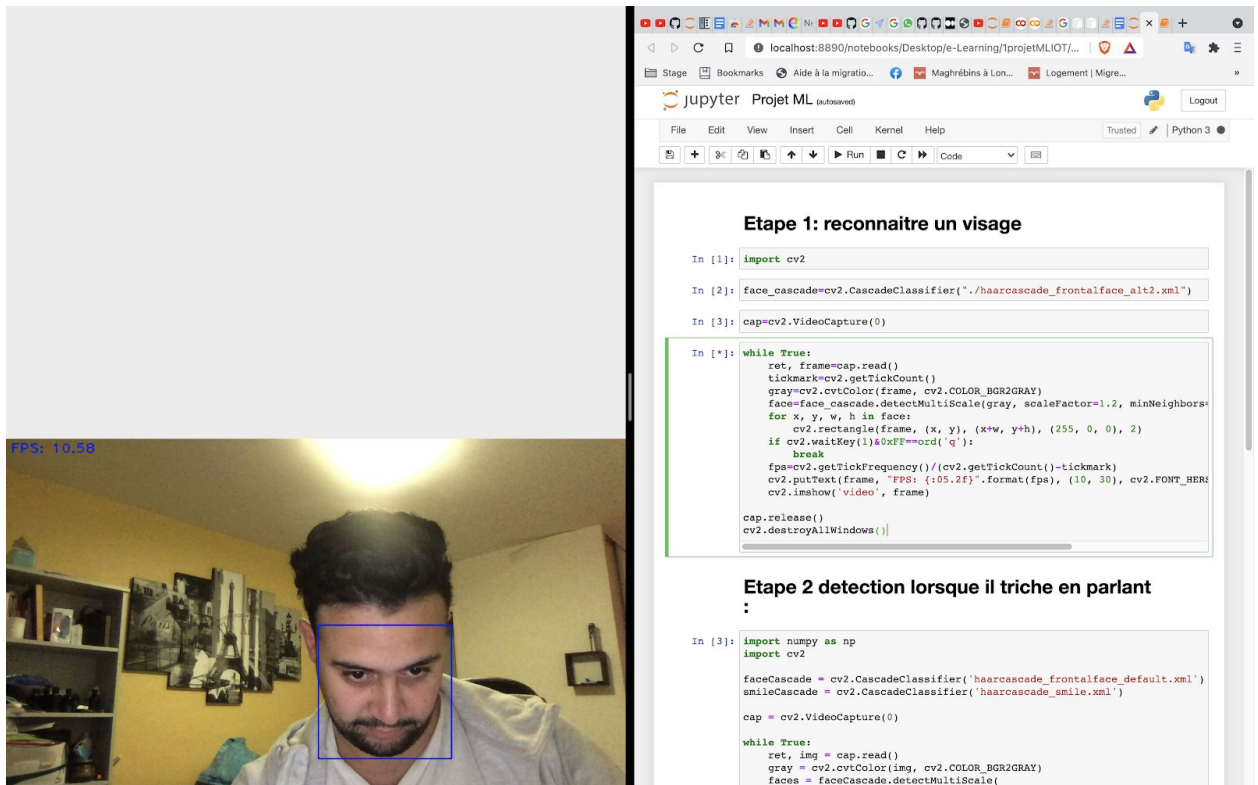 FPS: 10.58
Paris
localhost:8890/notebooks/Desktop/e-Learning/1projetMLIOT/...
Stage Bookmarks Aide à la migratio... Maghrébins à Lon... Logement | Migre... »
jupyter Projet ML (autosaved) Logout
File Edit View Insert Cell Kernel Help Trusted Python 3
Run Code
Etape 1: reconnaitre un visage
In [1]: import cv2
In [2]: face_cascade=cv2.CascadeClassifier("./haarcascade_frontalface_alt2.xml")
In [3]: cap=cv2.VideoCapture(0)
In [*]: while True:
ret, frame=cap.read()
tickmark=cv2.getTickCount()
gray=cv2.cvtColor(frame, cv2.COLOR_BGR2GRAY)
face=face_cascade.detectMultiScale(gray, scaleFactor=1.2, minNeighbors=
for x, y, w, h in face:
cv2.rectangle(frame, (x, y), (x+w, y+h), (255, 0, 0), 2)
if cv2.waitKey(1)&0xFF==ord('q'):
break
fps=cv2.getTickFrequency()/(cv2.getTickCount()-tickmark)
cv2.putText(frame, "FPS: {:05.2f}".format(fps), (10, 30), cv2.FONT_HERS
cv2.imshow('video', frame)
cap.release()
cv2.destroyAllWindows()
Etape 2 detection lorsque il triche en parlant
:
In [3]: import numpy as np
import cv2
faceCascade = cv2.CascadeClassifier('haarcascade_frontalface_default.xml')
smileCascade = cv2.CascadeClassifier('haarcascade_smile.xml')
cap = cv2.VideoCapture(0)
while True:
ret, img = cap.read()
gray = cv2.cvtColor(img, cv2.COLOR_BGR2GRAY)
faces = faceCascade.detectMultiScale(